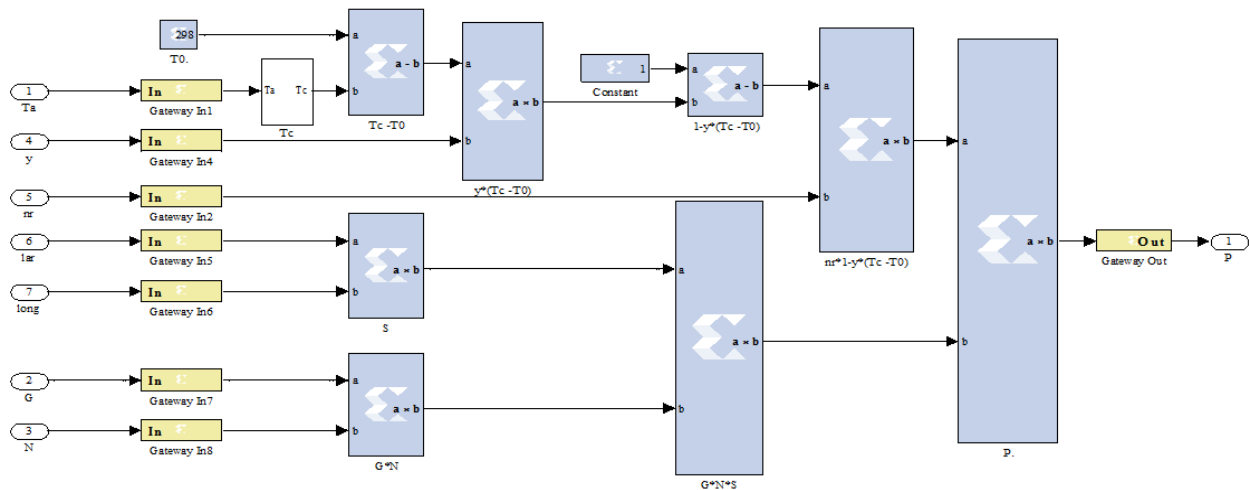 298
T0.
a
b
a - b
Tc -T0
1
Ta
In
Gateway In1
Ta Tc
Tc
4
y
In
Gateway In4
a
b
a × b
y*(Tc -T0)
1
Constant
a
b
a - b
1-y*(Tc -T0)
5
nr
In
Gateway In2
a
b
a × b
nr*1-y*(Tc -T0)
6
lar
In
Gateway In5
7
long
In
Gateway In6
a
b
a × b
S
2
G
In
Gateway In7
3
N
In
Gateway In8
a
b
a × b
G*N
a
b
a × b
G*N*S
a
b
a × b
P.
Out
Gateway Out
1
P